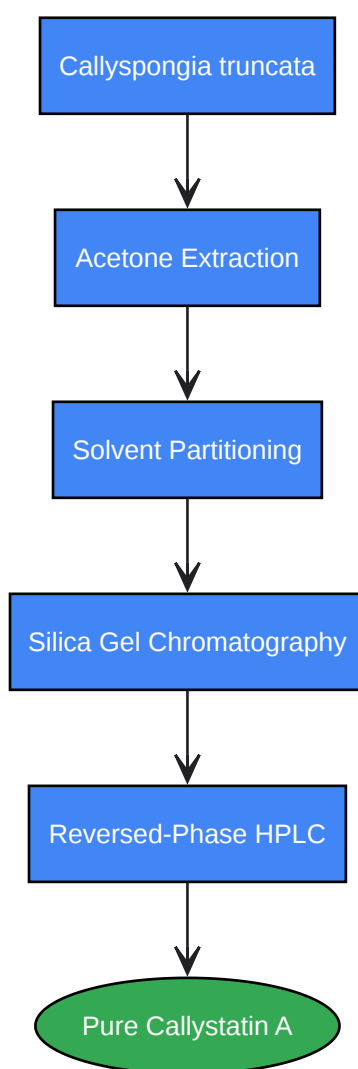 Callyspongia truncata
Acetone Extraction
Solvent Partitioning
Silica Gel Chromatography
Reversed-Phase HPLC
Pure Callystatin A